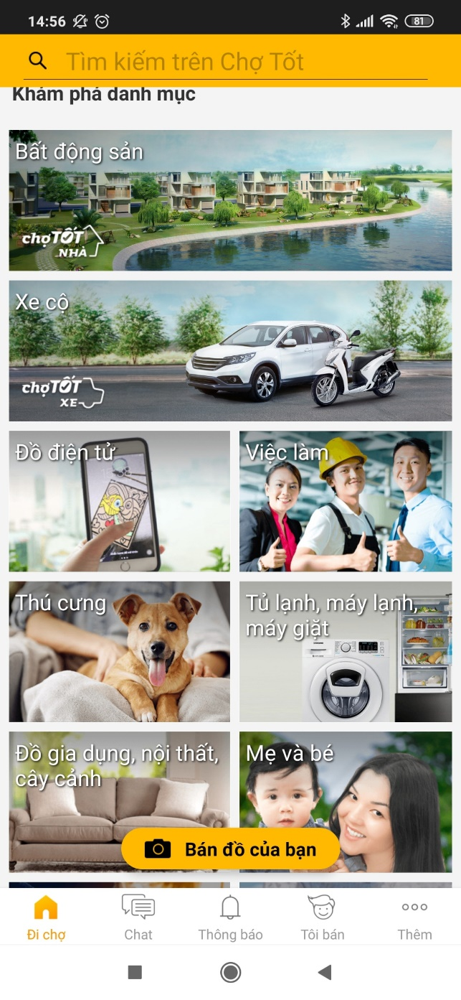 14:56
81
Tìm kiếm trên Chợ Tốt
Khám phá danh mục
Bất động sản
chợTỐT
NHÀ
Xe cộ
chợTỐT
XE
Đồ điện tử
Việc làm
Thú cưng
Tủ lạnh, máy lạnh,
máy giặt
Đồ gia dụng, nội thất,
cây cảnh
Mẹ và bé
Bán đồ của bạn
Đi chợ
Chat
Thông báo
Tôi bán
Thêm